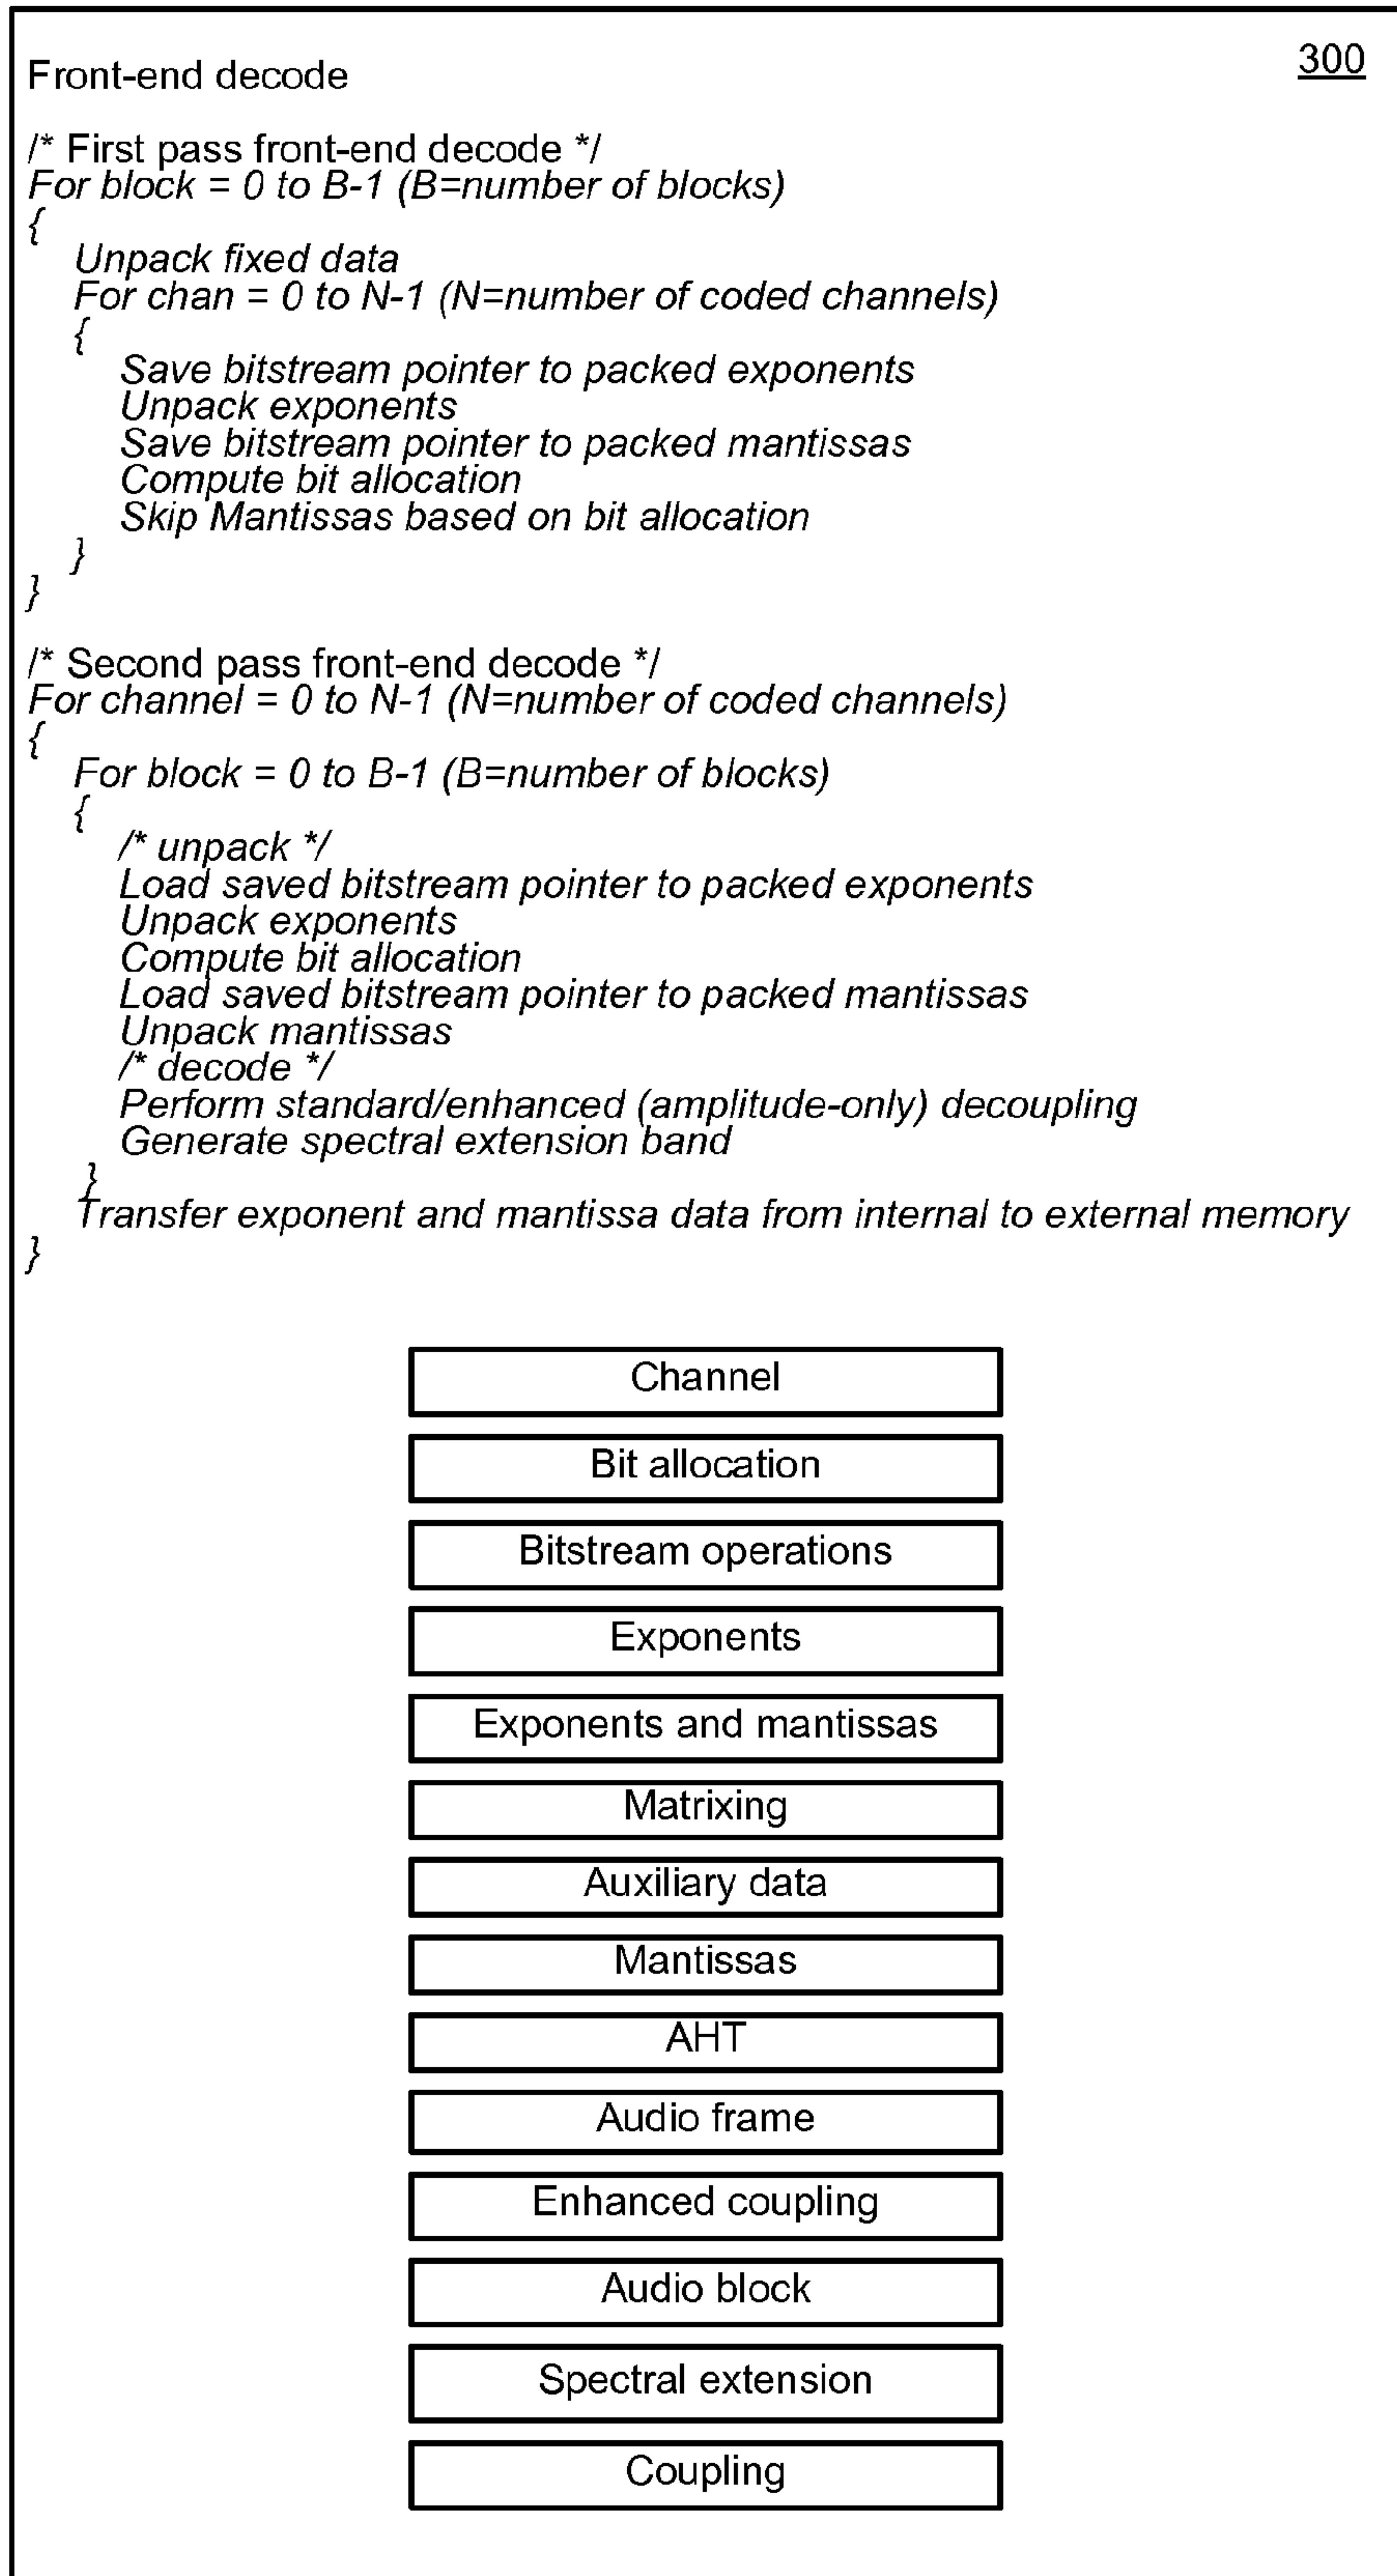 300
Front-end decode
/* First pass front-end decode */
For block = 0 to B-1 (B=number of blocks)
{
Unpack fixed data
For chan = 0 to N-1 (N=number of coded channels)
{
Save bitstream pointer to packed exponents
Unpack exponents
Save bitstream pointer to packed mantissas
Compute bit allocation
Skip Mantissas based on bit allocation
}
}
/* Second pass front-end decode */
For channel = 0 to N-1 (N=number of coded channels)
{
For block = 0 to B-1 (B=number of blocks)
{
/* unpack */
Load saved bitstream pointer to packed exponents
Unpack exponents
Compute bit allocation
Load saved bitstream pointer to packed mantissas
Unpack mantissas
/* decode */
Perform standard/enhanced (amplitude-only) decoupling
Generate spectral extension band
}
Transfer exponent and mantissa data from internal to external memory
}
Channel
Bit allocation
Bitstream operations
Exponents
Exponents and mantissas
Matrixing
Auxiliary data
Mantissas
AHT
Audio frame
Enhanced coupling
Audio block
Spectral extension
Coupling